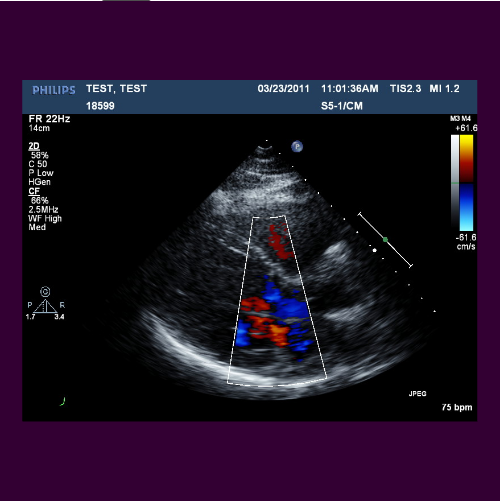 PHILIPS TEST, TEST 03/23/2011 11:01:36AM TIS2.3 MI 1.2
18599 S5-1/CM
FR 22Hz
14cm
2D
58%
C 50
P Low
HGen
CF
66%
2.5MHz
WF High
Med
M3 M4
+61.6
-61.6
cm/s
P
P R
1.7 3.4
JPEG
75 bpm